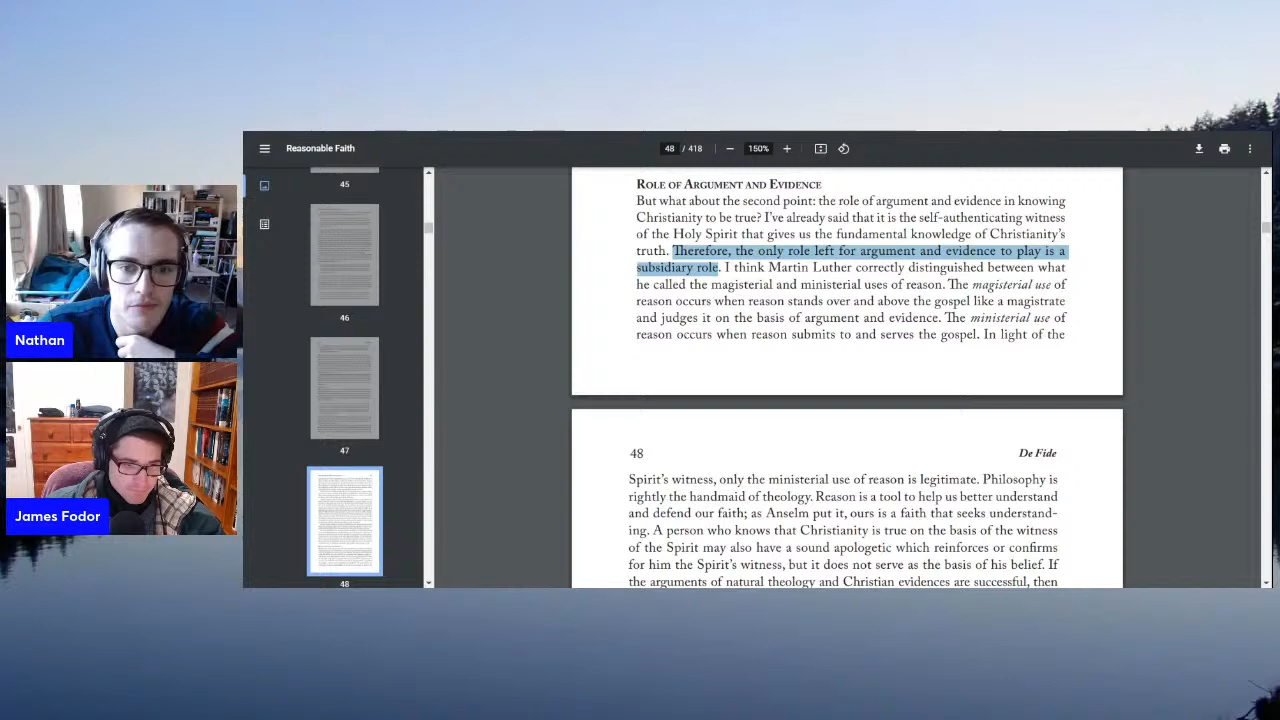 Reasonable Faith
48 / 418
150%
45
46
47
48
Nathan
James Fodor
ROLE OF ARGUMENT AND EVIDENCE
But what about the second point: the role of argument and evidence in knowing
Christianity to be true? I've already said that it is the self-authenticating witness
of the Holy Spirit that gives us the fundamental knowledge of Christianity's
truth. Therefore, the only role left for argument and evidence to play is a
subsidiary role. I think Martin Luther correctly distinguished between what
he called the magisterial and ministerial uses of reason. The magisterial use of
reason occurs when reason stands over and above the gospel like a magistrate
and judges it on the basis of argument and evidence. The ministerial use of
reason occurs when reason submits to and serves the gospel. In light of the
48
De Fide
Spirit's witness, only the ministerial use of reason is legitimate. Philosophy is
rightly the handmaid of theology. Reason is a tool to help us better understand
and defend our faith; as Anselm put it, ours is a faith that seeks understand-
ing. A person who knows that Christianity is true on the basis of the witness
of the Spirit may also have a sound apologetic which reinforces or confirms
for him the Spirit's witness, but it does not serve as the basis of his belief. If
the arguments of natural theology and Christian evidences are successful, then